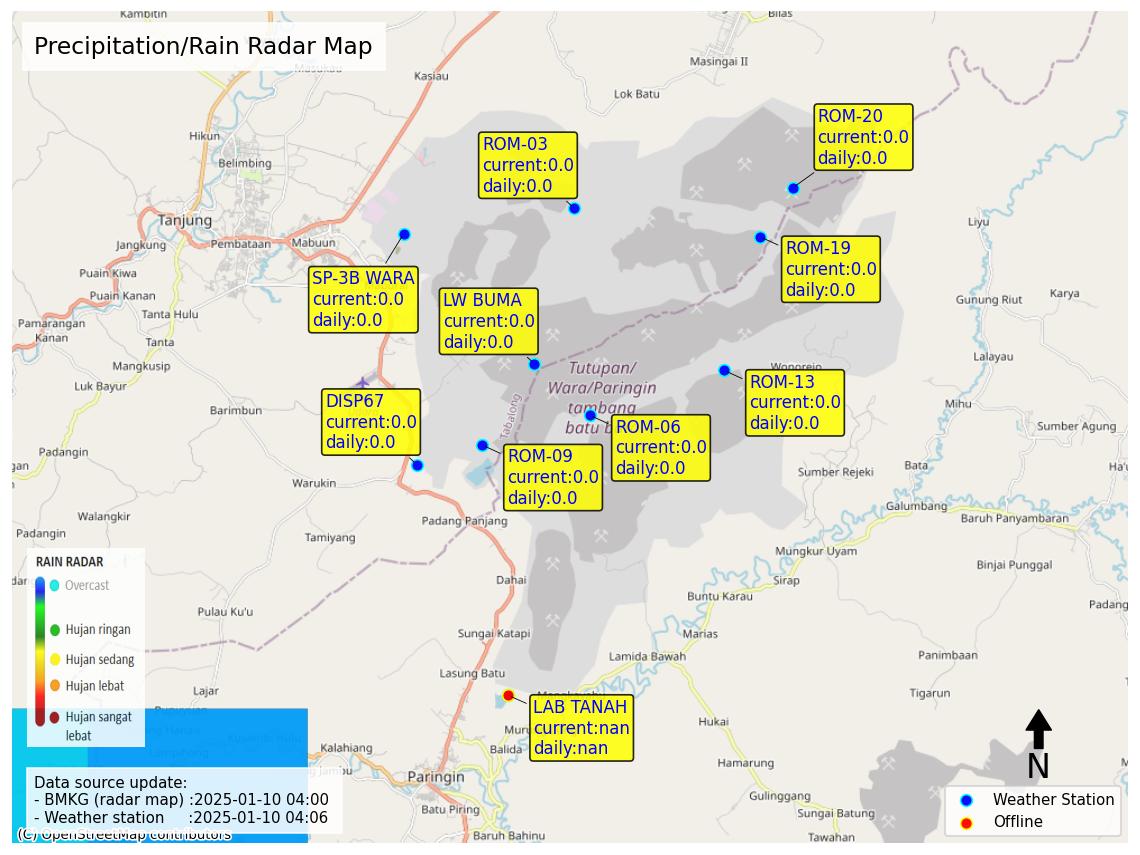 Kambitin
Bilas
Precipitation/Rain Radar Map
Masukau
Kasiau
Masingai II
Lok Batu
ROM-20
current:0.0
daily:0.0
Hikun
ROM-03
current:0.0
daily:0.0
Belimbing
Tanjung
Liyu
Jangkung
Pembataan
Mabuun
ROM-19
current:0.0
daily:0.0
Puain Kiwa
SP-3B WARA
current:0.0
daily:0.0
Puain Kanan
LW BUMA
current:0.0
daily:0.0
Karya
Gunung Riut
Tanta Hulu
Pamarangan
Kanan
Tanta
Lalayau
Mangkusip
Wonorejo
Tutupan/
Wara/Paringin
tambang
batu b
Luk Bayur
ROM-13
current:0.0
daily:0.0
DISP67
current:0.0
daily:0.0
Tabalong
Barimbun
Mihu
ROM-06
current:0.0
daily:0.0
Sumber Agung
Padangin
ROM-09
current:0.0
daily:0.0
gan
Bata
Ha'u
Sumber Rejeki
Warukin
Galumbang
Walangkir
Padang Panjang
Baruh Panyambaran
Padangin
Tamiyang
Mungkur Uyam
Binjai Punggal
RAIN RADAR
Overcast
Hujan ringan
Hujan sedang
Hujan lebat
Hujan sangat
lebat
Dahai
Sirap
Buntu Karau
Padang
Pulau Ku'u
Sungai Katapi
Marias
Lamida Bawah
Panimbaan
Lasung Batu
Lajar
Tigarun
LAB TANAH
current:nan
daily:nan
Hukai
Kalahiang
Balida
Hamarung
Paringin
N
Data source update:
- BMKG (radar map) :2025-01-10 04:00
- Weather station :2025-01-10 04:06
Gulinggang
Weather Station
Offline
Batu Piring
Sungai Batung
Baruh Bahinu
Tawahan
(C) OpenStreetMap contributors